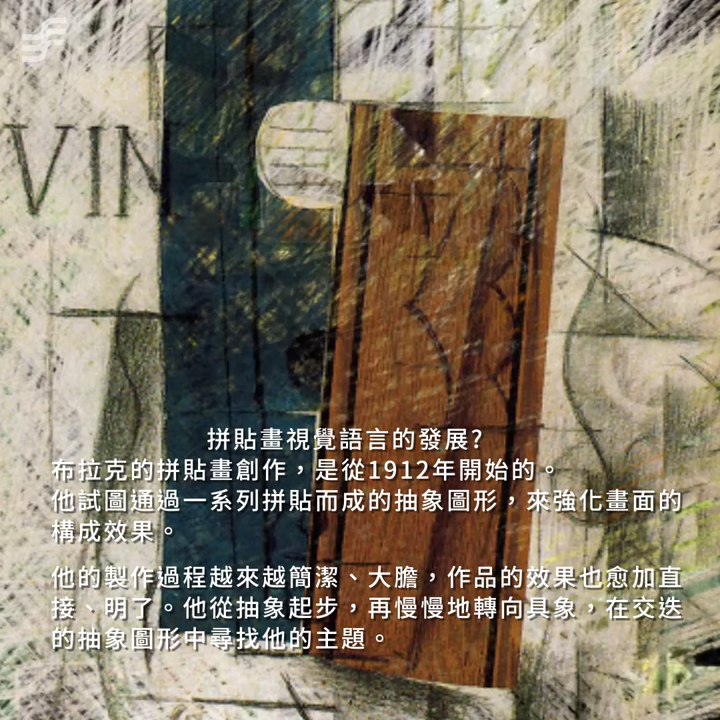 VIN
拼貼畫視覺語言的發展?
布拉克的拼貼畫創作，是從1912年開始的。
他試圖通過一系列拼貼而成的抽象圖形，來強化畫面的
構成效果。
他的製作過程越來越簡潔、大膽，作品的效果也愈加直
接、明了。他從抽象起步，再慢慢地轉向具象，在交迭
的抽象圖形中尋找他的主題。